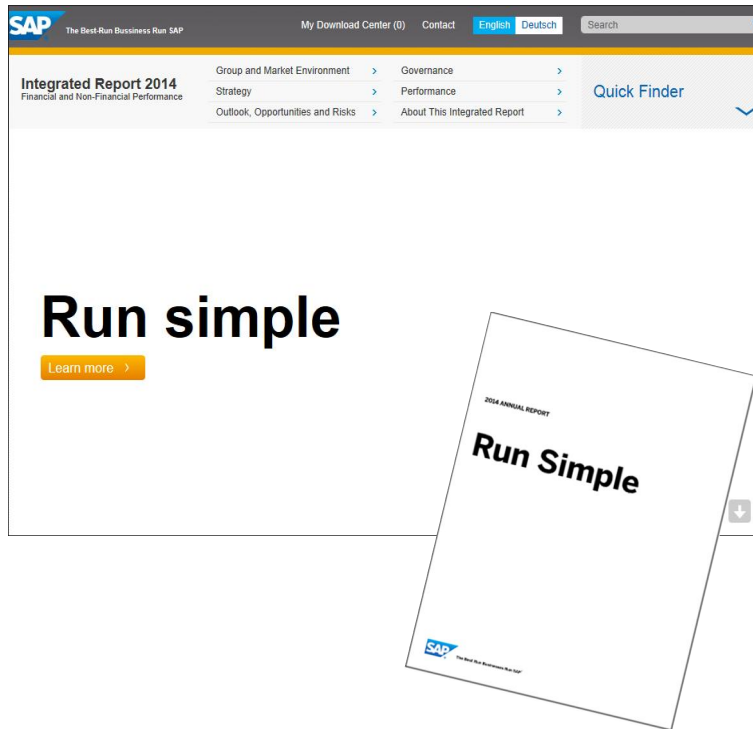 SAP The Best-Run Bussiness Run SAP
My Download Center (0) Contact English Deutsch Search
Integrated Report 2014
Financial and Non-Financial Performance
Group and Market Environment
Strategy
Outlook, Opportunities and Risks
Governance
Performance
About This Integrated Report
Quick Finder
Run simple
Learn more
2014 ANNUAL REPORT
Run Simple
SAP The Best-Run Businesses Run SAP